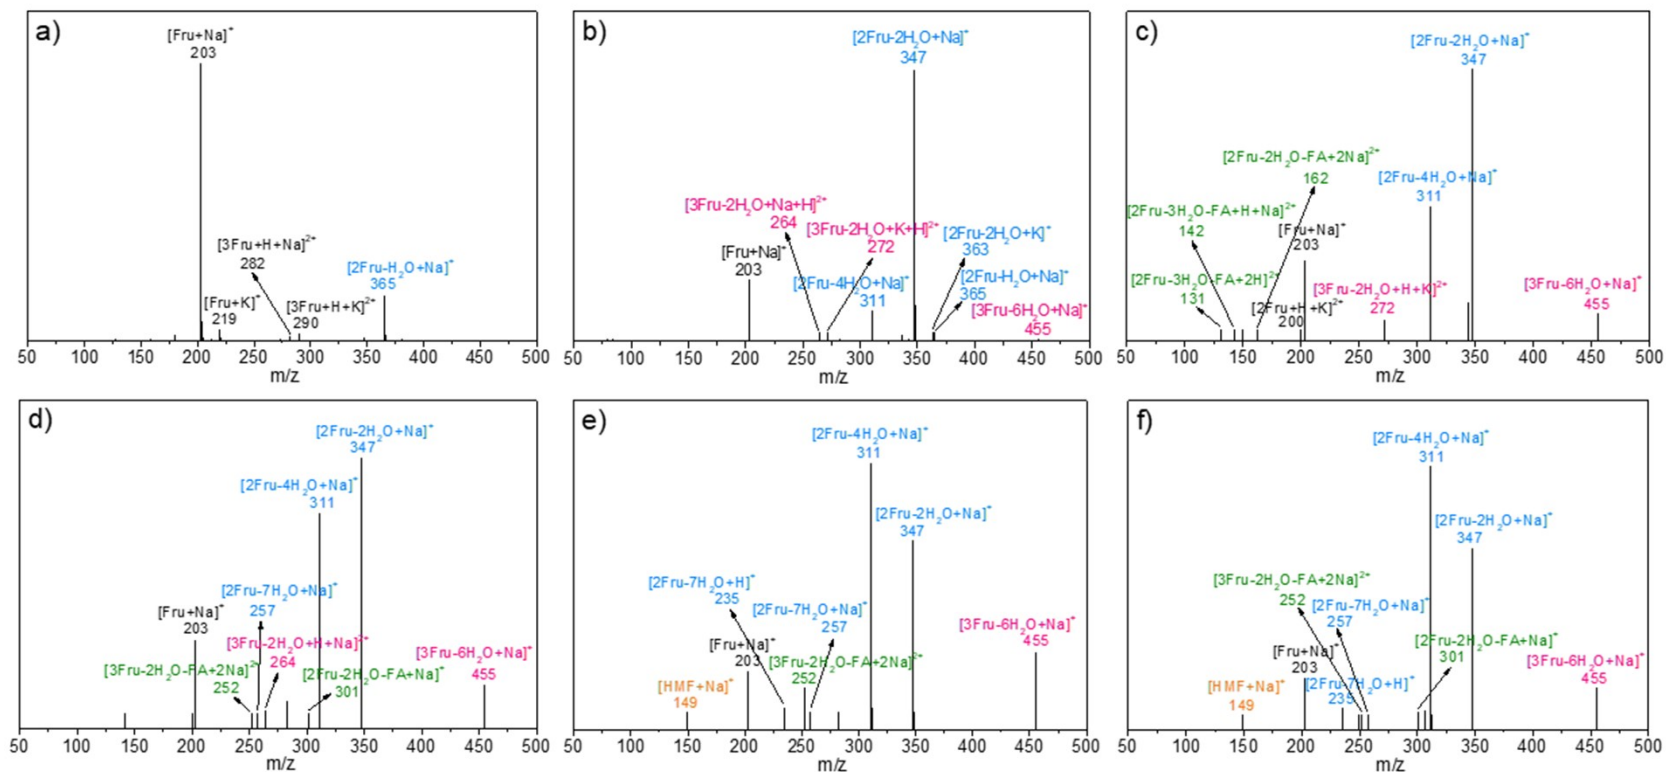 a)
[Fru+Na]⁺
203
[3Fru+H+Na]²⁺
282
[2Fru-H₂O+Na]⁺
365
[Fru+K]⁺
219
[3Fru+H+K]²⁺
290
50 100 150 200 250 300 350 400 450 500
m/z
b)
[2Fru-2H₂O+Na]⁺
347
[3Fru-2H₂O+Na+H]²⁺
264
[3Fru-2H₂O+K+H]²⁺
272
[2Fru-2H₂O+K]⁺
363
[Fru+Na]⁺
203
[2Fru-4H₂O+Na]⁺
311
[2Fru-H₂O+Na]⁺
365
[3Fru-6H₂O+Na]⁺
455
50 100 150 200 250 300 350 400 450 500
m/z
c)
[2Fru-2H₂O+Na]⁺
347
[2Fru-2H₂O-FA+2Na]²⁺
162
[2Fru-4H₂O+Na]⁺
311
[2Fru-3H₂O-FA+H+Na]²⁺
142
[Fru+Na]⁺
203
[2Fru-3H₂O-FA+2H]²⁺
131
[2Fru+H+K]²⁺
200
[3Fru-2H₂O+H+K]²⁺
272
[3Fru-6H₂O+Na]⁺
455
50 100 150 200 250 300 350 400 450 500
m/z
d)
[2Fru-2H₂O+Na]⁺
347
[2Fru-4H₂O+Na]⁺
311
[2Fru-7H₂O+Na]⁺
257
[Fru+Na]⁺
203
[3Fru-2H₂O+H+Na]²⁺
264
[3Fru-6H₂O+Na]⁺
455
[3Fru-2H₂O-FA+2Na]²⁺
252
[2Fru-2H₂O-FA+Na]⁺
301
50 100 150 200 250 300 350 400 450 500
m/z
e)
[2Fru-4H₂O+Na]⁺
311
[2Fru-2H₂O+Na]⁺
347
[2Fru-7H₂O+H]⁺
235
[2Fru-7H₂O+Na]⁺
257
[3Fru-6H₂O+Na]⁺
455
[Fru+Na]⁺
203
[3Fru-2H₂O-FA+2Na]²⁺
252
[HMF+Na]⁺
149
50 100 150 200 250 300 350 400 450 500
m/z
f)
[2Fru-4H₂O+Na]⁺
311
[2Fru-2H₂O+Na]⁺
347
[3Fru-2H₂O-FA+2Na]²⁺
252
[2Fru-7H₂O+Na]⁺
257
[2Fru-2H₂O-FA+Na]⁺
301
[Fru+Na]⁺
203
[3Fru-6H₂O+Na]⁺
455
[HMF+Na]⁺
149
[2Fru-7H₂O+H]⁺
235
50 100 150 200 250 300 350 400 450 500
m/z